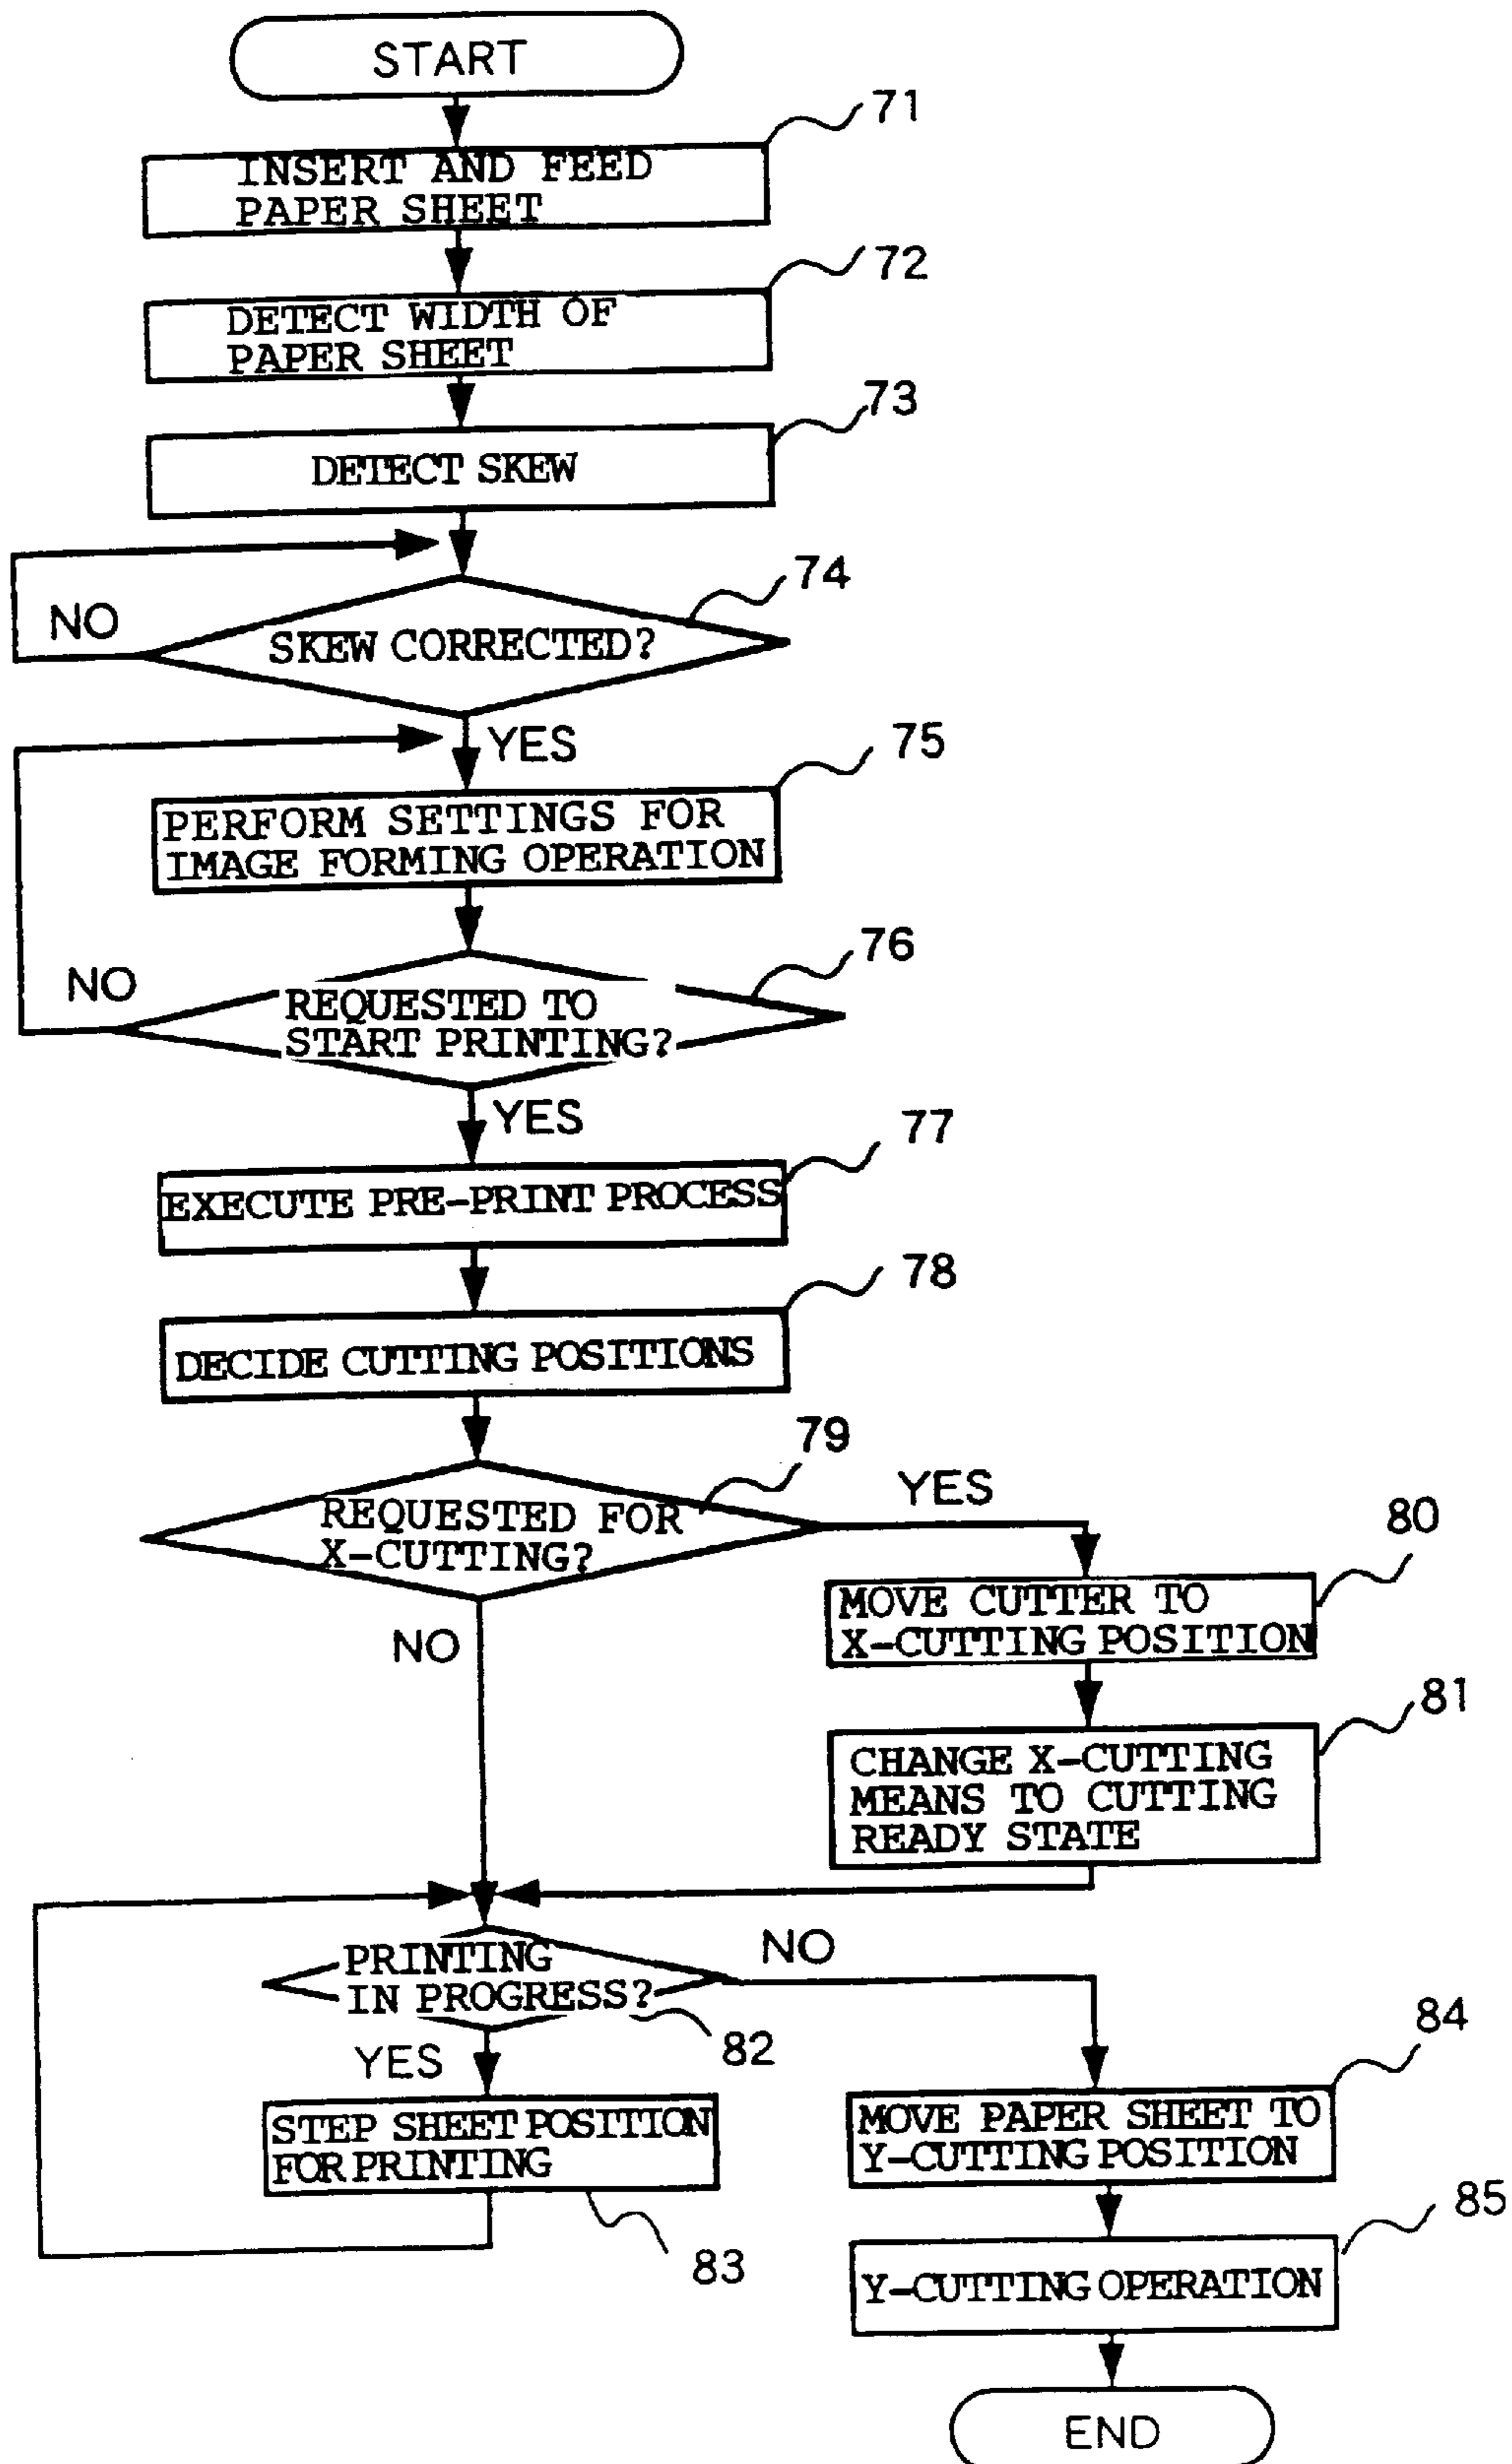 START
71
INSERT AND FEED
PAPER SHEET
72
DETECT WIDTH OF
PAPER SHEET
73
DETECT SKEW
74
NO
SKEW CORRECTED?
YES
75
PERFORM SETTINGS FOR
IMAGE FORMING OPERATION
76
NO
REQUESTED TO
START PRINTING?
YES
77
EXECUTE PRE-PRINT PROCESS
78
DECIDE CUTTING POSITIONS
79
YES
REQUESTED FOR
X-CUTTING?
80
MOVE CUTTER TO
X-CUTTING POSITION
NO
81
CHANGE X-CUTTING
MEANS TO CUTTING
READY STATE
PRINTING
IN PROGRESS?
NO
82
YES
84
STEP SHEET POSITION
FOR PRINTING
MOVE PAPER SHEET TO
Y-CUTTING POSITION
83
85
Y-CUTTING OPERATION
END